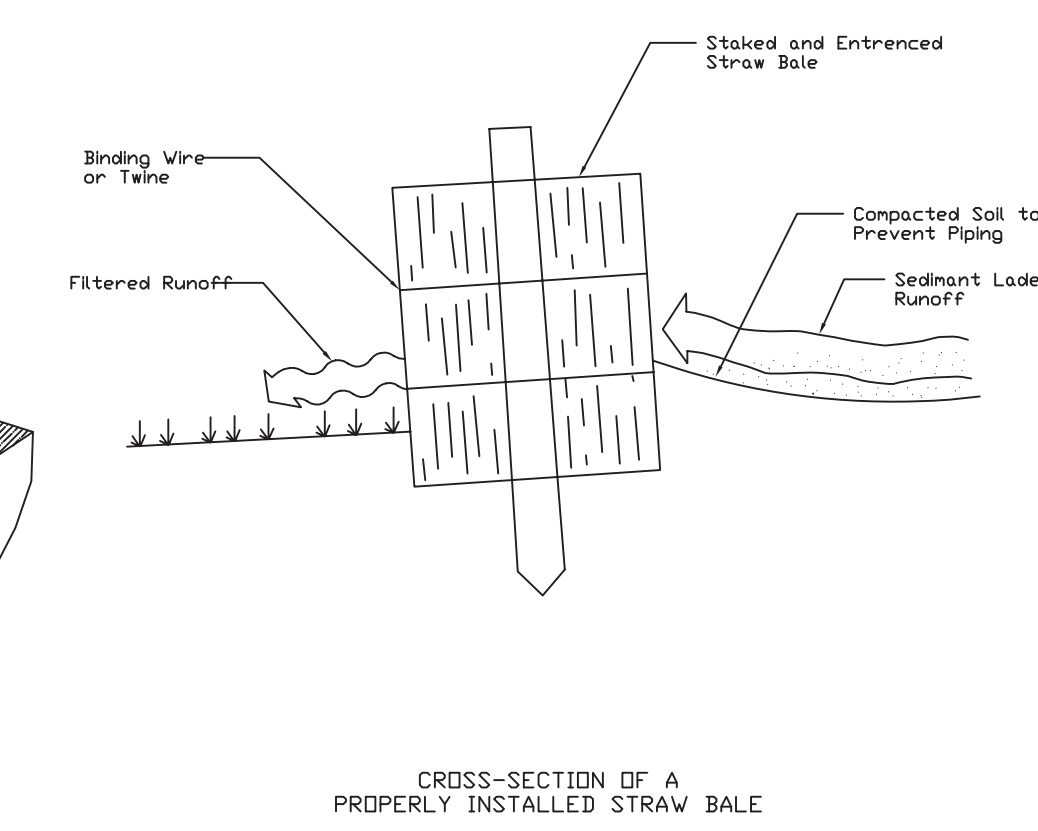 Staked and Entrenced
Straw Bale
Binding Wire
or Twine
Compacted Soil to
Prevent Piping
Filtered Runoff
Sedimant Lade
Runoff
CROSS-SECTION OF A
PROPERLY INSTALLED STRAW BALE